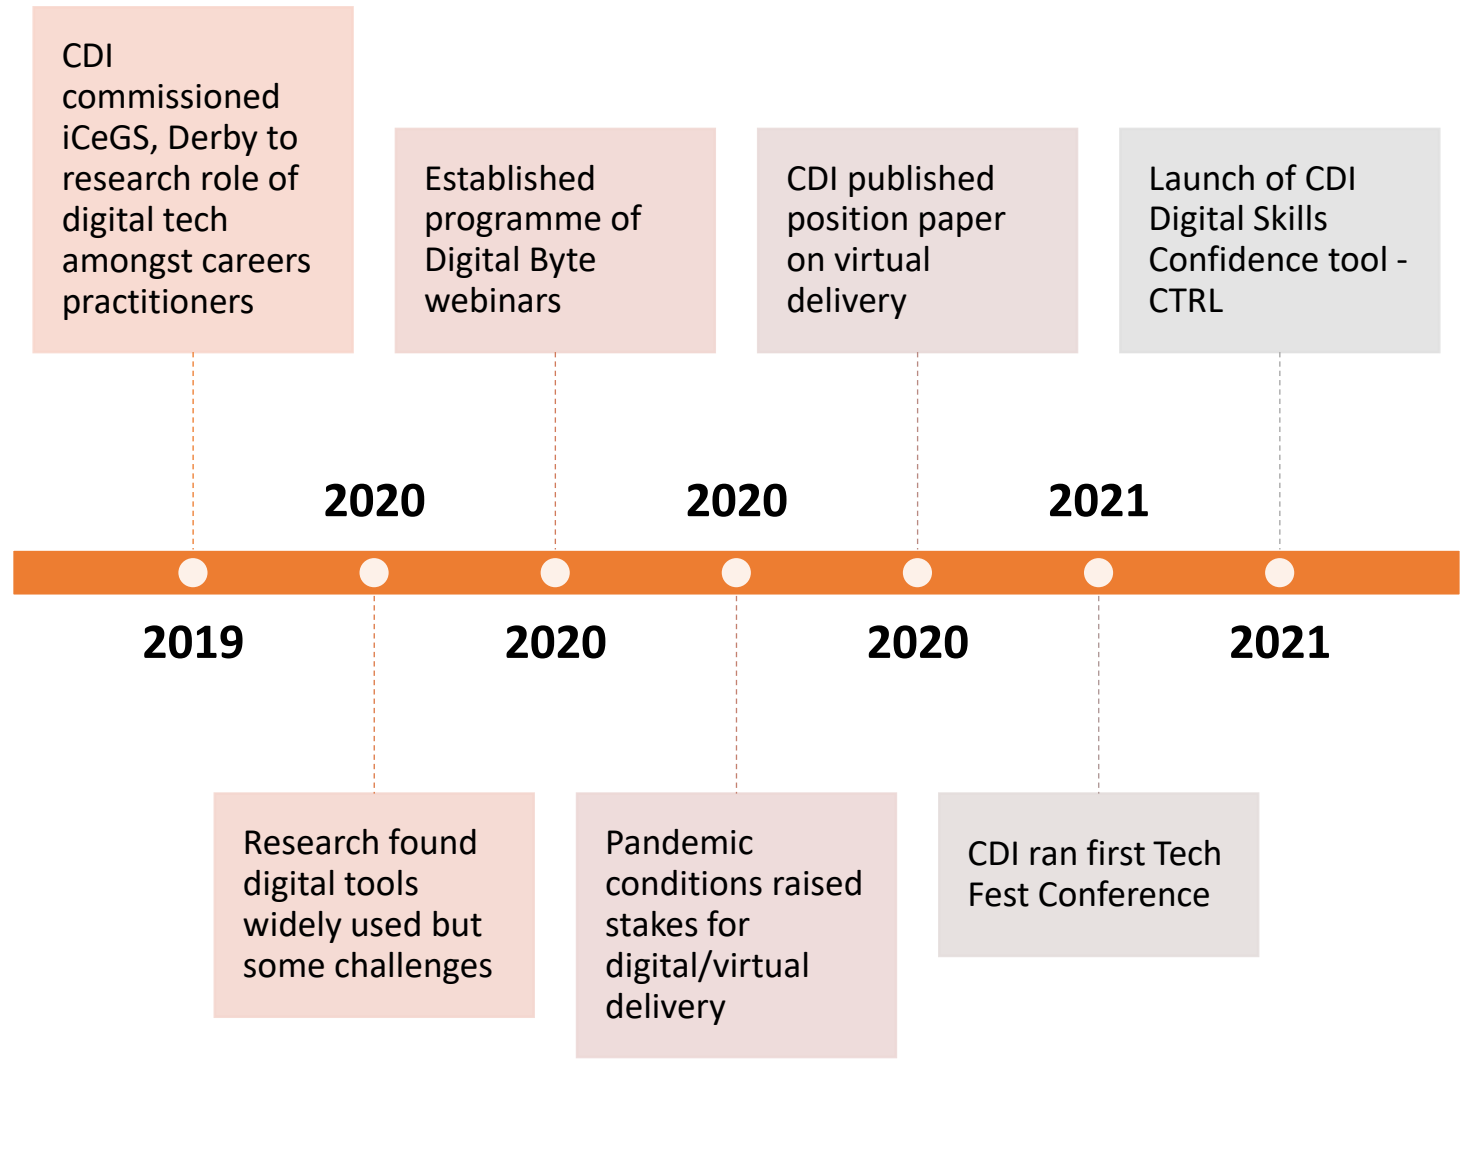 CDI
commissioned
iCeGS, Derby to
research role of
digital tech
amongst careers
practitioners
2019
2020
Research found
digital tools
widely used but
some challenges
Established
programme of
Digital Byte
webinars
2020
2020
Pandemic
conditions raised
stakes for
digital/virtual
delivery
CDI published
position paper
on virtual
delivery
2020
2021
CDI ran first Tech
Fest Conference
Launch of CDI
Digital Skills
Confidence tool -
CTRL
2021